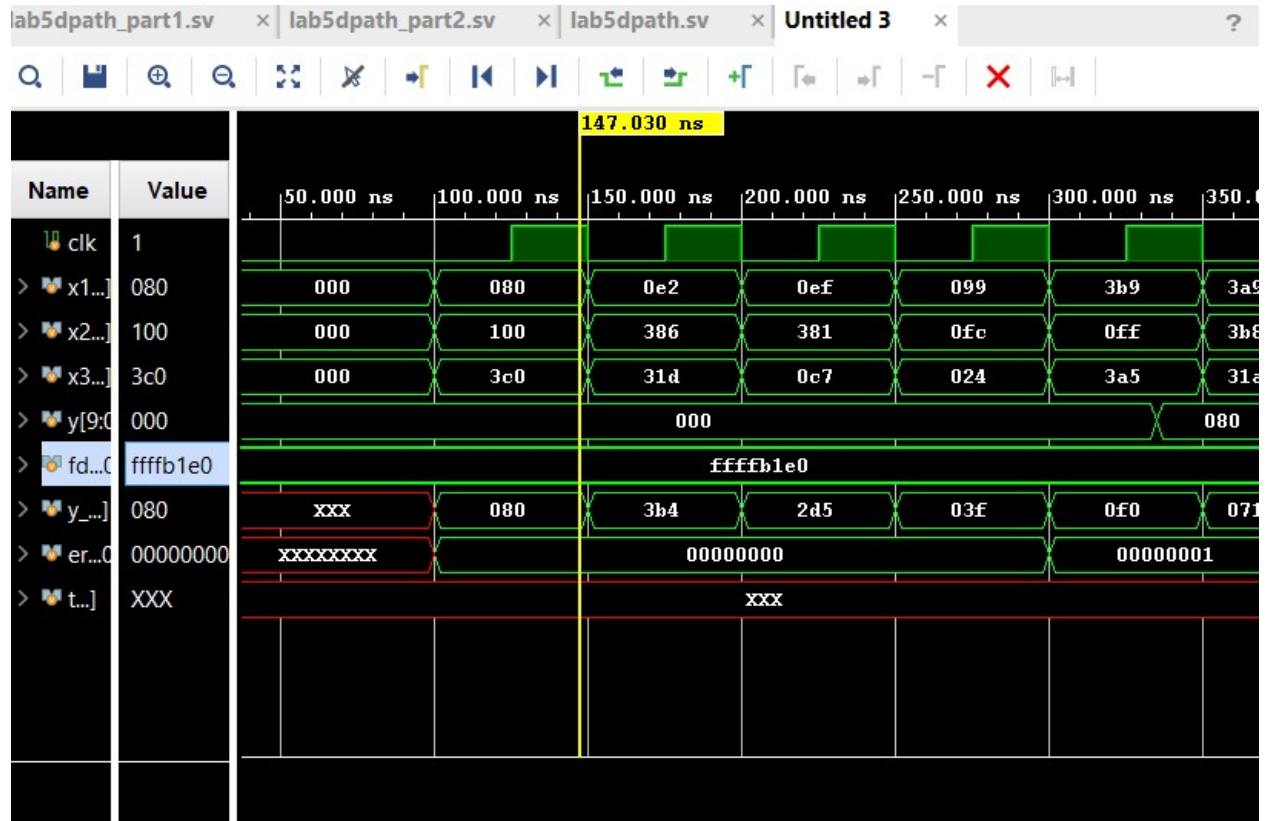 lab5dpath_part1.sv × lab5dpath_part2.sv × lab5dpath.sv × Untitled 3 × ?
147.030 ns
Name Value 50.000 ns 100.000 ns 150.000 ns 200.000 ns 250.000 ns 300.000 ns 350.0
clk 1
x1...] 080 000 080 0e2 0ef 099 3b9 3a9
x2...] 100 000 100 386 381 0fc 0ff 3b8
x3...] 3c0 000 3c0 31d 0c7 024 3a5 31a
y[9:0 000 000 080
fd...0 ffffb1e0 ffffb1e0
y_...] 080 XXX 080 3b4 2d5 03f 0f0 071
er...0 00000000 XXXXXXXX 00000000 00000001
t...] XXX XXX